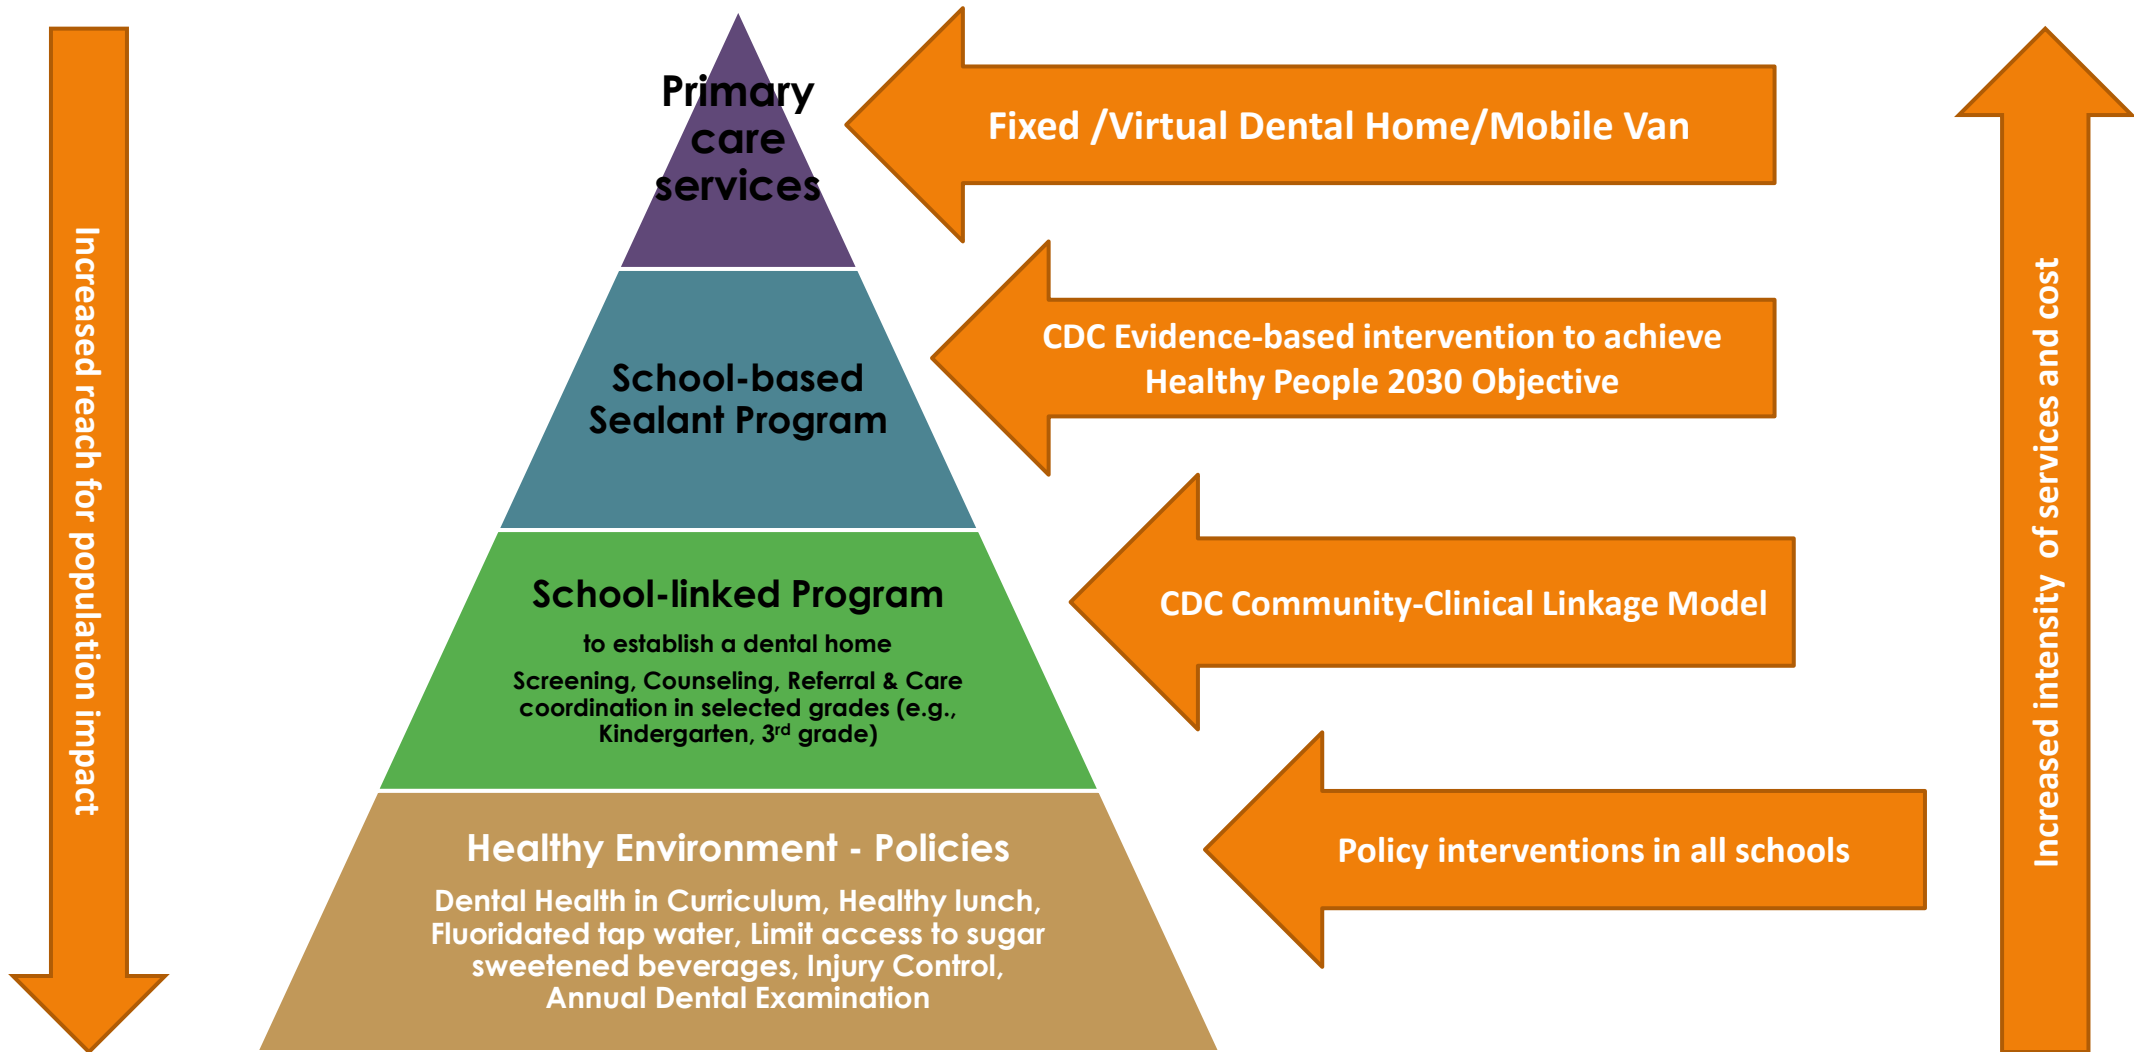 Increased reach for population impact
Primary
care
services
Fixed /Virtual Dental Home/Mobile Van
School-based
Sealant Program
CDC Evidence-based intervention to achieve
Healthy People 2030 Objective
School-linked Program
to establish a dental home
Screening, Counseling, Referral & Care
coordination in selected grades (e.g.,
Kindergarten, 3rd grade)
CDC Community-Clinical Linkage Model
Healthy Environment - Policies
Dental Health in Curriculum, Healthy lunch,
Fluoridated tap water, Limit access to sugar
sweetened beverages, Injury Control,
Annual Dental Examination
Policy interventions in all schools
Increased intensity  of services and cost